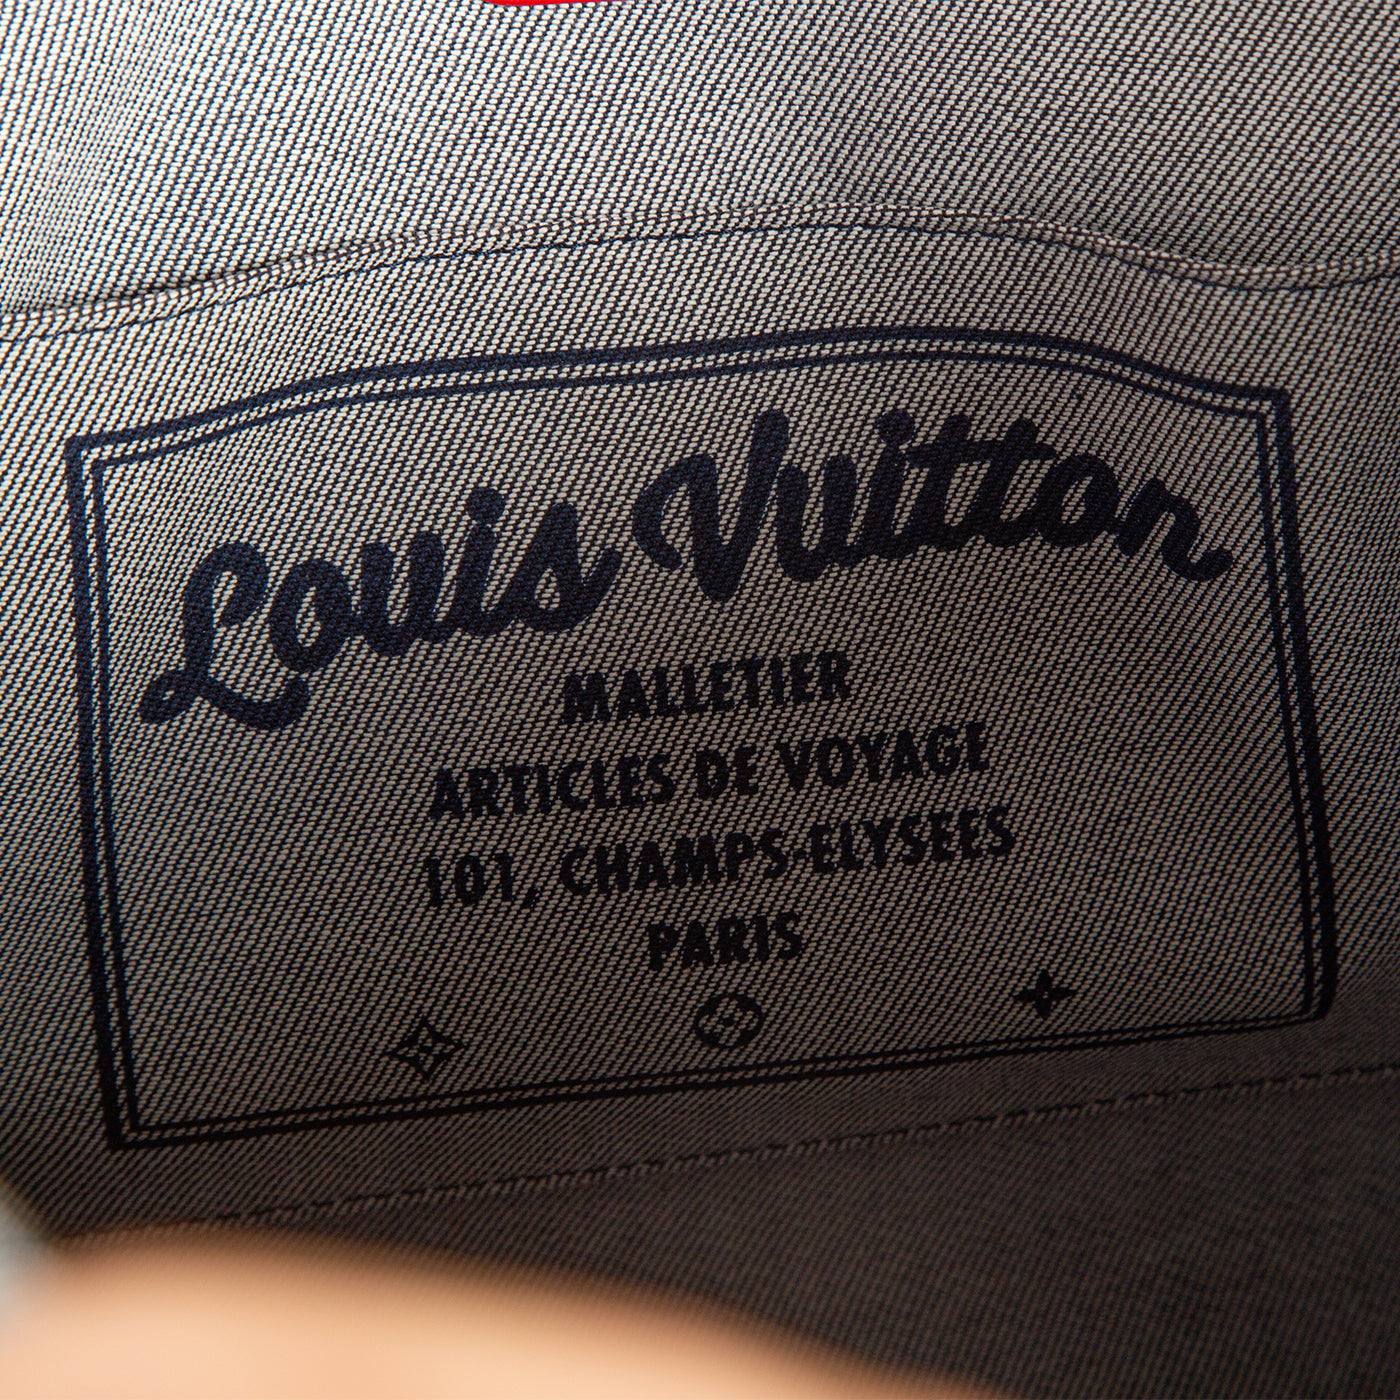 Louis Vuitton
MALLETIER
ARTICLES DE VOYAGE
101, CHAMPS-ELYSEES
PARIS